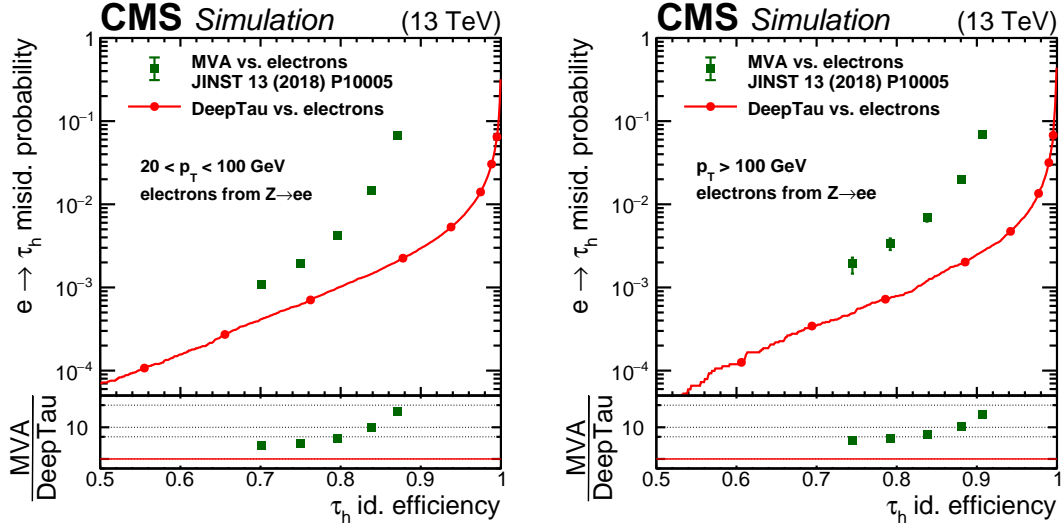 CMS Simulation (13 TeV)
e → τh misid. probability
1
10⁻¹
10⁻²
10⁻³
10⁻⁴
MVA vs. electrons
JINST 13 (2018) P10005
DeepTau vs. electrons
20 < pT < 100 GeV
electrons from Z→ee
MVA
DeepTau
10
0.5 0.6 0.7 0.8 0.9 1
τh id. efficiency
CMS Simulation (13 TeV)
e → τh misid. probability
1
10⁻¹
10⁻²
10⁻³
10⁻⁴
MVA vs. electrons
JINST 13 (2018) P10005
DeepTau vs. electrons
pT > 100 GeV
electrons from Z→ee
MVA
DeepTau
10
0.5 0.6 0.7 0.8 0.9 1
τh id. efficiency